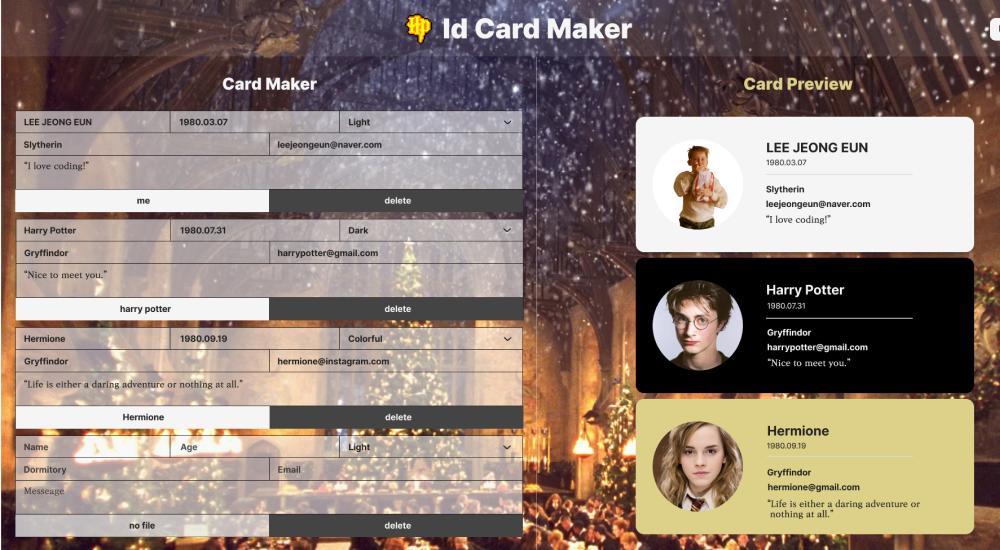 Id Card Maker
Card Maker
LEE JEONG EUN 1980.03.07 Light
Slytherin leejeongeun@naver.com
“I love coding!”
me delete
Harry Potter 1980.07.31 Dark
Gryffindor harrypotter@gmail.com
“Nice to meet you.”
harry potter delete
Hermione 1980.09.19 Colorful
Gryffindor hermione@instagram.com
“Life is either a daring adventure or nothing at all.”
Hermione delete
Name Age Light
Dormitory Email
Meseage
no file delete
Card Preview
LEE JEONG EUN
1980.03.07
Slytherin
leejeongeun@naver.com
“I love coding!”
Harry Potter
1980.07.31
Gryffindor
harrypotter@gmail.com
“Nice to meet you.”
Hermione
1980.09.19
Gryffindor
hermione@gmail.com
“Life is either a daring adventure or
nothing at all.”